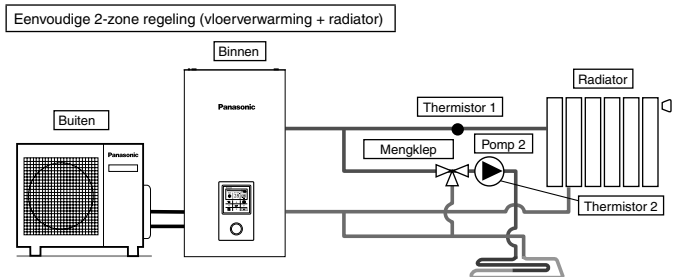 Eenvoudige 2-zone regeling (vloerverwarming + radiator)
Binnen
Radiator
Panasonic
Thermistor 1
Buiten
Mengklep
Pomp 2
Panasonic
Thermistor 2